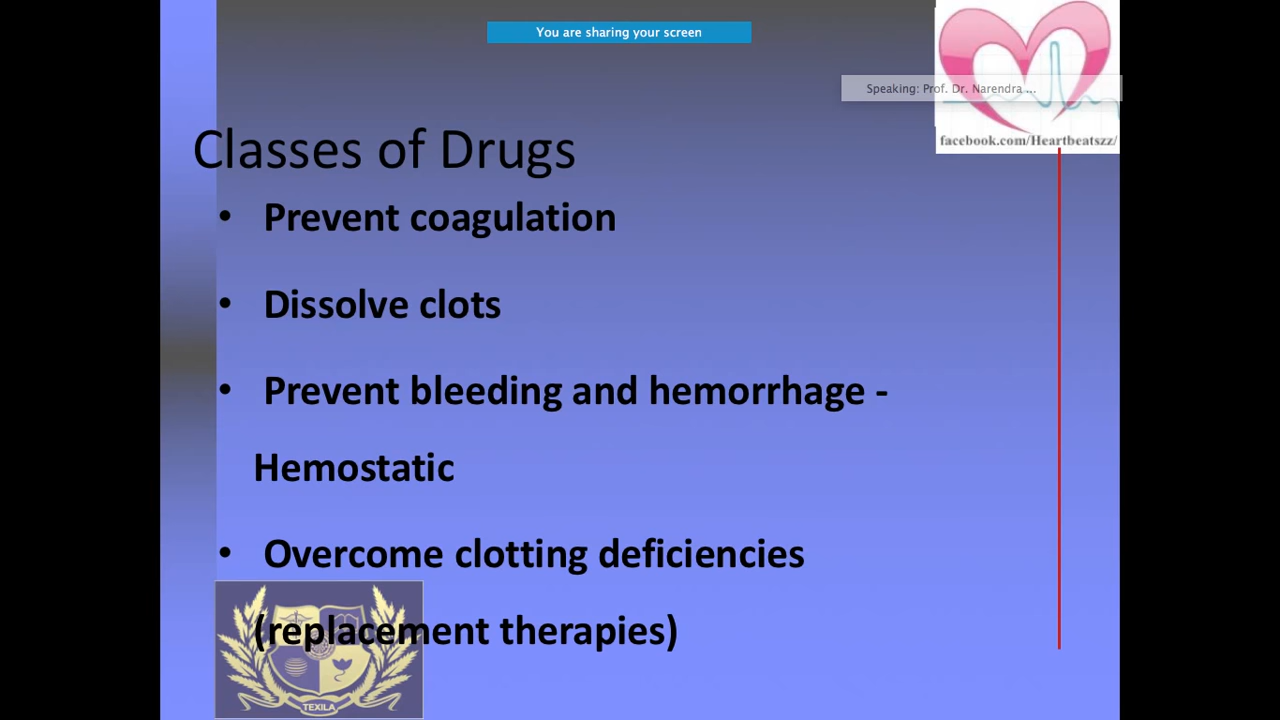 You are sharing your screen
Speaking: Prof. Dr. Narendra ...
facebook.com/Heartbeatszz/
Classes of Drugs
• Prevent coagulation
• Dissolve clots
• Prevent bleeding and hemorrhage -
Hemostatic
• Overcome clotting deficiencies
(replacement therapies)
TEXILA